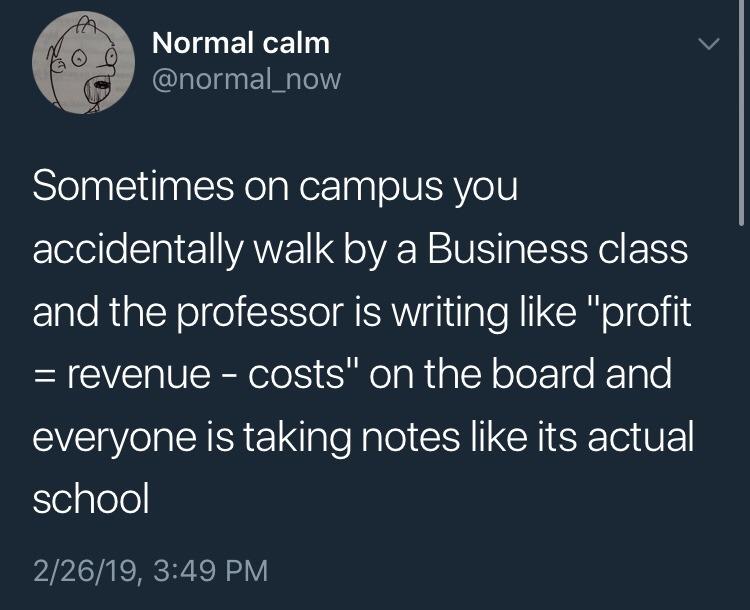 Normal calm
@normal_now
Sometimes on campus you
accidentally walk by a Business class
and the professor is writing like "profit
= revenue - costs" on the board and
everyone is taking notes like its actual
school
2/26/19, 3:49 PM